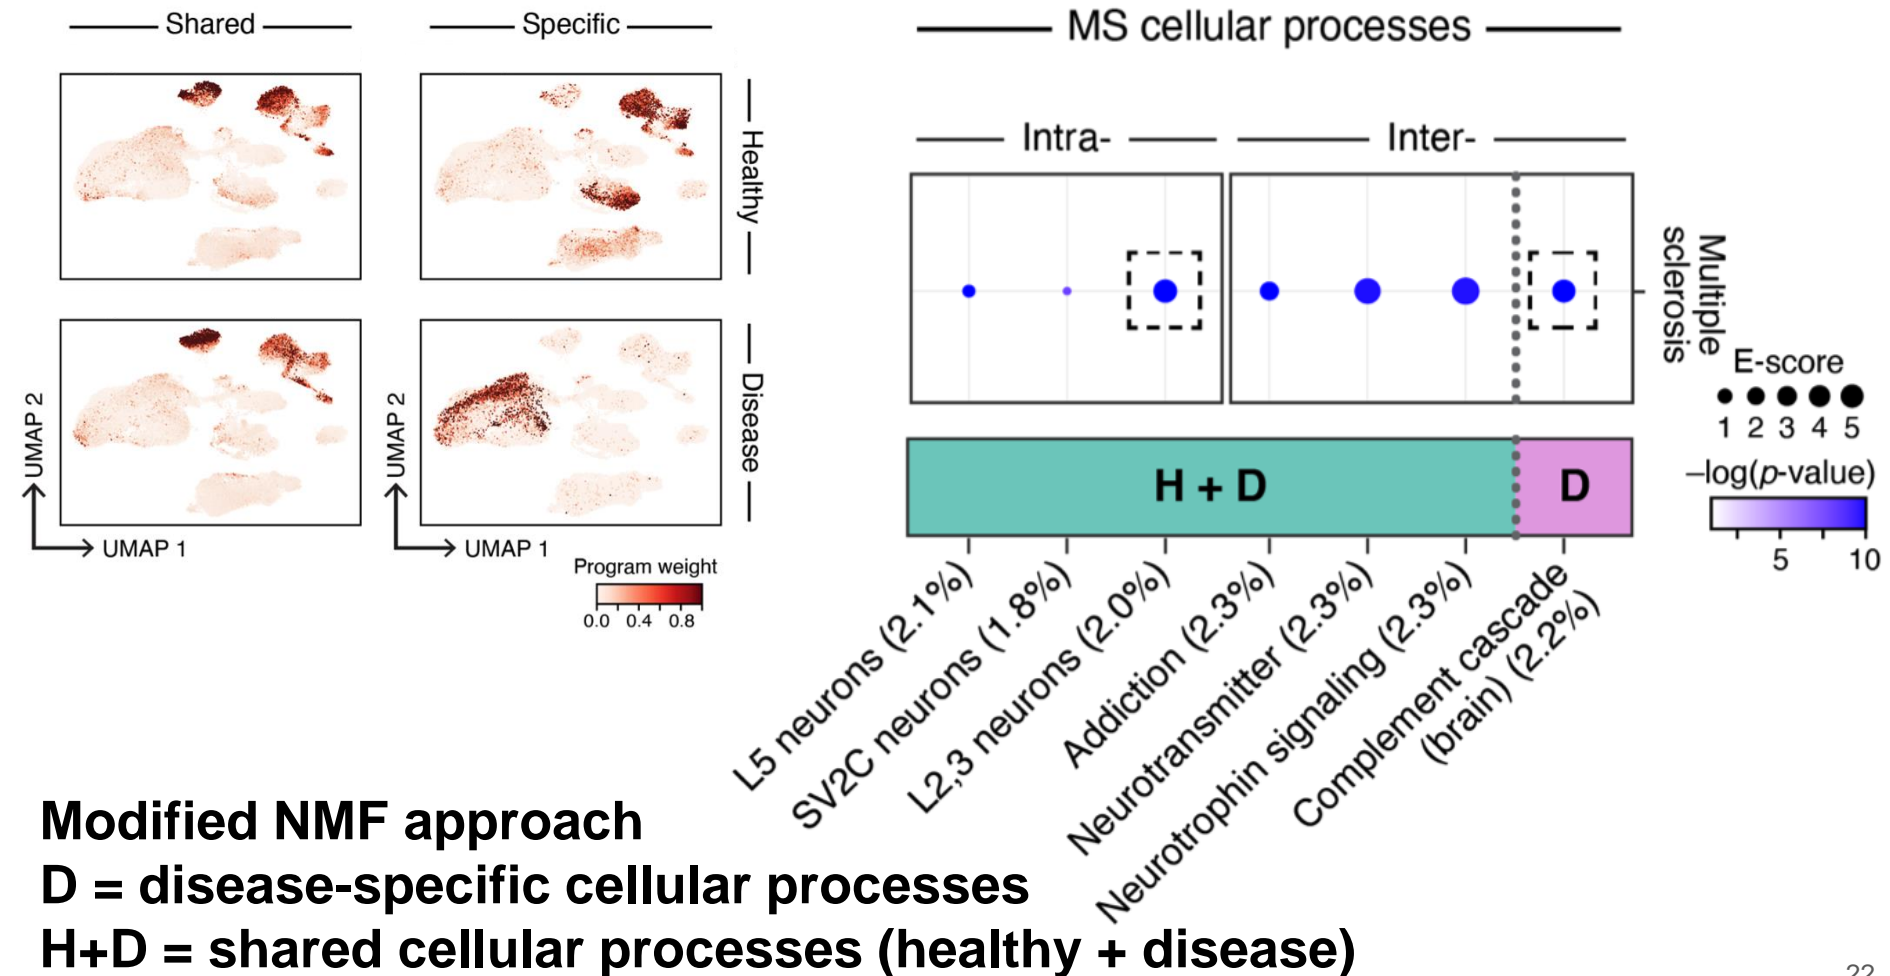 Shared
Specific
Healthy
Disease
UMAP 2
UMAP 1
UMAP 2
UMAP 1
Program weight
0.0 0.4 0.8
MS cellular processes
Intra-
Inter-
Multiple
sclerosis
E-score
1 2 3 4 5
–log(p-value)
5 10
H + D
D
L5 neurons (2.1%)
SV2C neurons (1.8%)
L2,3 neurons (2.0%)
Addiction (2.3%)
Neurotransmitter (2.3%)
Neurotrophin signaling (2.3%)
Complement cascade
(brain) (2.2%)
Modified NMF approach
D = disease-specific cellular processes
H+D = shared cellular processes (healthy + disease)
22